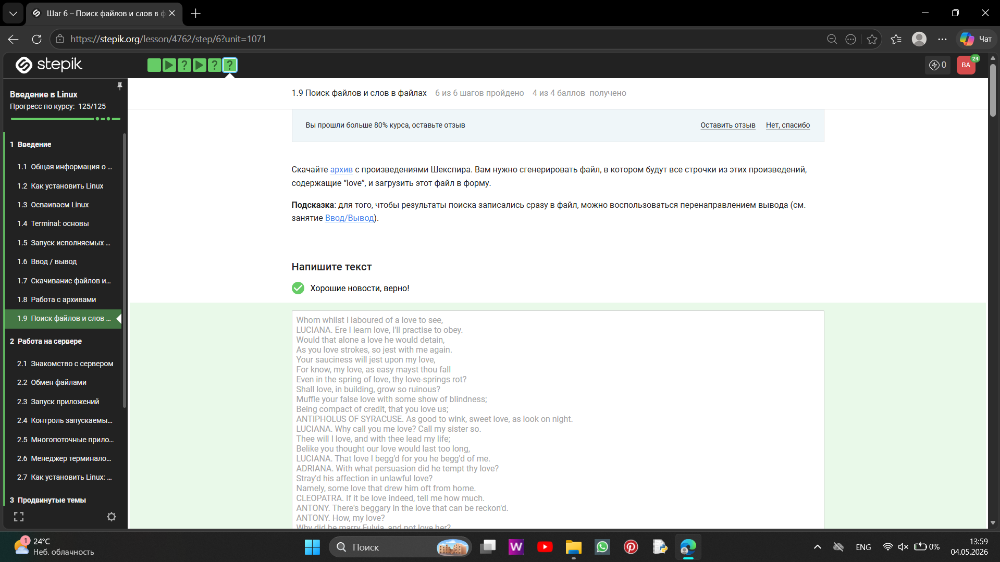 Шаг 6 – Поиск файлов и слов в ф
https://stepik.org/lesson/4762/step/6?unit=1071
Чат
stepik
? ? ?
0
ВА
24
Введение в Linux
Прогресс по курсу: 125/125
1 Введение
1.1 Общая информация о ...
1.2 Как установить Linux
1.3 Осваиваем Linux
1.4 Terminal: основы
1.5 Запуск исполняемых ...
1.6 Ввод / вывод
1.7 Скачивание файлов и...
1.8 Работа с архивами
1.9 Поиск файлов и слов ...
2 Работа на сервере
2.1 Знакомство с сервером
2.2 Обмен файлами
2.3 Запуск приложений
2.4 Контроль запускаемы...
2.5 Многопоточные прило...
2.6 Менеджер терминало...
2.7 Как установить Linux: ...
3 Продвинутые темы
1.9 Поиск файлов и слов в файлах 6 из 6 шагов пройдено 4 из 4 баллов получено
Вы прошли больше 80% курса, оставьте отзыв Оставить отзыв Нет, спасибо
Скачайте архив с произведениями Шекспира. Вам нужно сгенерировать файл, в котором будут все строчки из этих произведений,
содержащие “love”, и загрузить этот файл в форму.
Подсказка: для того, чтобы результаты поиска записались сразу в файл, можно воспользоваться перенаправлением вывода (см.
занятие Ввод/Вывод).
Напишите текст
Хорошие новости, верно!
Whom whilst I laboured of a love to see,
LUCIANA. Ere I learn love, I'll practise to obey.
Would that alone a love he would detain,
As you love strokes, so jest with me again.
Your sauciness will jest upon my love,
For know, my love, as easy mayst thou fall
Even in the spring of love, thy love-springs rot?
Shall love, in building, grow so ruinous?
Muffle your false love with some show of blindness;
Being compact of credit, that you love us;
ANTIPHOLUS OF SYRACUSE. As good to wink, sweet love, as look on night.
LUCIANA. Why call you me love? Call my sister so.
Thee will I love, and with thee lead my life;
Belike you thought our love would last too long,
LUCIANA. That love I begg'd for you he begg'd of me.
ADRIANA. With what persuasion did he tempt thy love?
Stray'd his affection in unlawful love?
Namely, some love that drew him oft from home.
CLEOPATRA. If it be love indeed, tell me how much.
ANTONY. There's beggary in the love that can be reckon'd.
ANTONY. How, my love?
Why did he marry Fulvia, and not love her?
1
24°C
Неб. облачность
Поиск
W
ENG
0%
13:59
04.05.2026